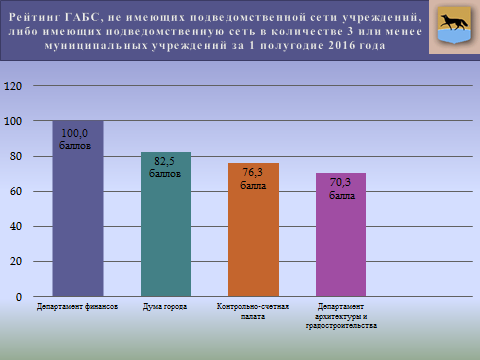 Рейтинг ГАБС, не имеющих подведомственной сети учреждений,
либо имеющих подведомственную сеть в количестве 3 или менее
муниципальных учреждений за 1 полугодие 2016 года
120
100
80
60
40
20
0
100,0
баллов
82,5
баллов
76,3
балла
70,3
балла
Департамент финансов
Дума города
Контрольно-счетная
палата
Департамент
архитектуры и
градостроительства